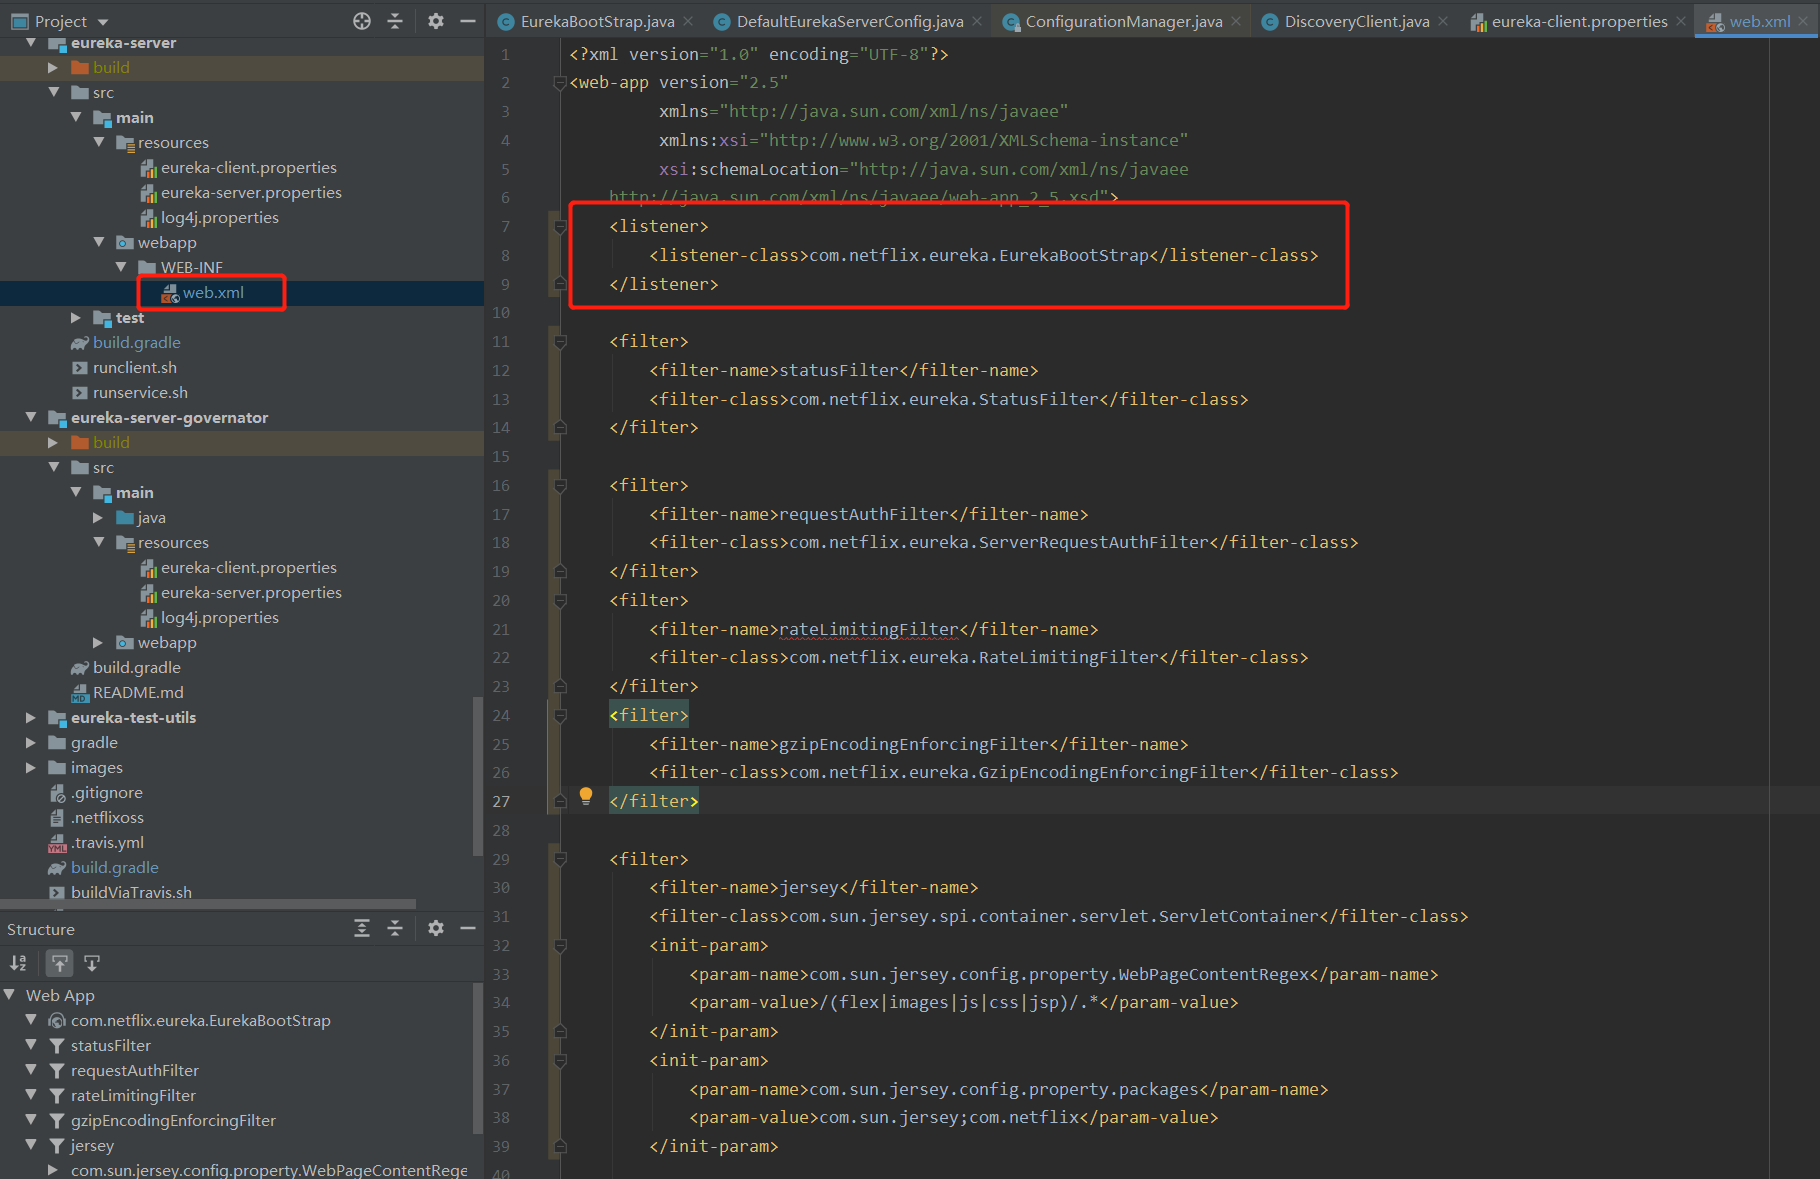 Project
eureka-server
build
src
main
resources
eureka-client.properties
eureka-server.properties
log4j.properties
webapp
WEB-INF
web.xml
test
build.gradle
runclient.sh
runservice.sh
eureka-server-governator
build
src
main
java
resources
eureka-client.properties
eureka-server.properties
log4j.properties
webapp
build.gradle
README.md
eureka-test-utils
gradle
images
.gitignore
.netflixoss
.travis.yml
build.gradle
buildViaTravis.sh
Structure
Web App
com.netflix.eureka.EurekaBootStrap
statusFilter
requestAuthFilter
rateLimitingFilter
gzipEncodingEnforcingFilter
jersey
com.sun.jersey.config.property.WebPageContentRege
EurekaBootStrap.java
DefaultEurekaServerConfig.java
ConfigurationManager.java
DiscoveryClient.java
eureka-client.properties
web.xml
1 <?xml version="1.0" encoding="UTF-8"?>
2 <web-app version="2.5"
3 xmlns="http://java.sun.com/xml/ns/javaee"
4 xmlns:xsi="http://www.w3.org/2001/XMLSchema-instance"
5 xsi:schemaLocation="http://java.sun.com/xml/ns/javaee
6 http://java.sun.com/xml/ns/javaee/web-app_2_5.xsd">
7 <listener>
8 <listener-class>com.netflix.eureka.EurekaBootStrap</listener-class>
9 </listener>
10
11 <filter>
12 <filter-name>statusFilter</filter-name>
13 <filter-class>com.netflix.eureka.StatusFilter</filter-class>
14 </filter>
15
16 <filter>
17 <filter-name>requestAuthFilter</filter-name>
18 <filter-class>com.netflix.eureka.ServerRequestAuthFilter</filter-class>
19 </filter>
20 <filter>
21 <filter-name>rateLimitingFilter</filter-name>
22 <filter-class>com.netflix.eureka.RateLimitingFilter</filter-class>
23 </filter>
24 <filter>
25 <filter-name>gzipEncodingEnforcingFilter</filter-name>
26 <filter-class>com.netflix.eureka.GzipEncodingEnforcingFilter</filter-class>
27 </filter>
28
29 <filter>
30 <filter-name>jersey</filter-name>
31 <filter-class>com.sun.jersey.spi.container.servlet.ServletContainer</filter-class>
32 <init-param>
33 <param-name>com.sun.jersey.config.property.WebPageContentRegex</param-name>
34 <param-value>/(flex|images|js|css|jsp)/.*</param-value>
35 </init-param>
36 <init-param>
37 <param-name>com.sun.jersey.config.property.packages</param-name>
38 <param-value>com.sun.jersey;com.netflix</param-value>
39 </init-param>
40